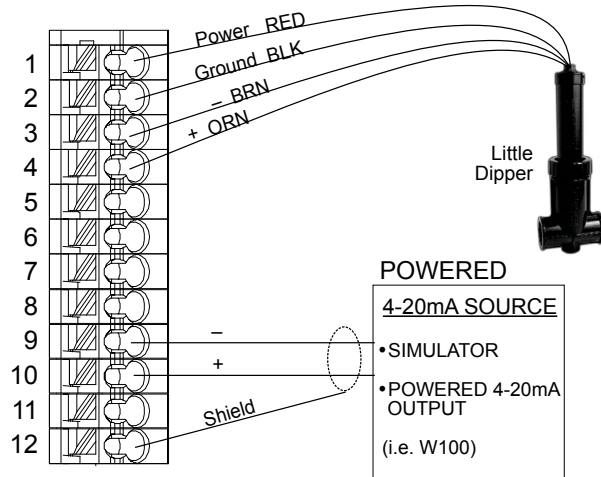 1
2
3
4
5
6
7
8
9
10
11
12
Power RED
Ground BLK
– BRN
+ ORN
Little
Dipper
–
+
Shield
POWERED
4-20mA SOURCE
•SIMULATOR
•POWERED 4-20mA
OUTPUT
(i.e. W100)